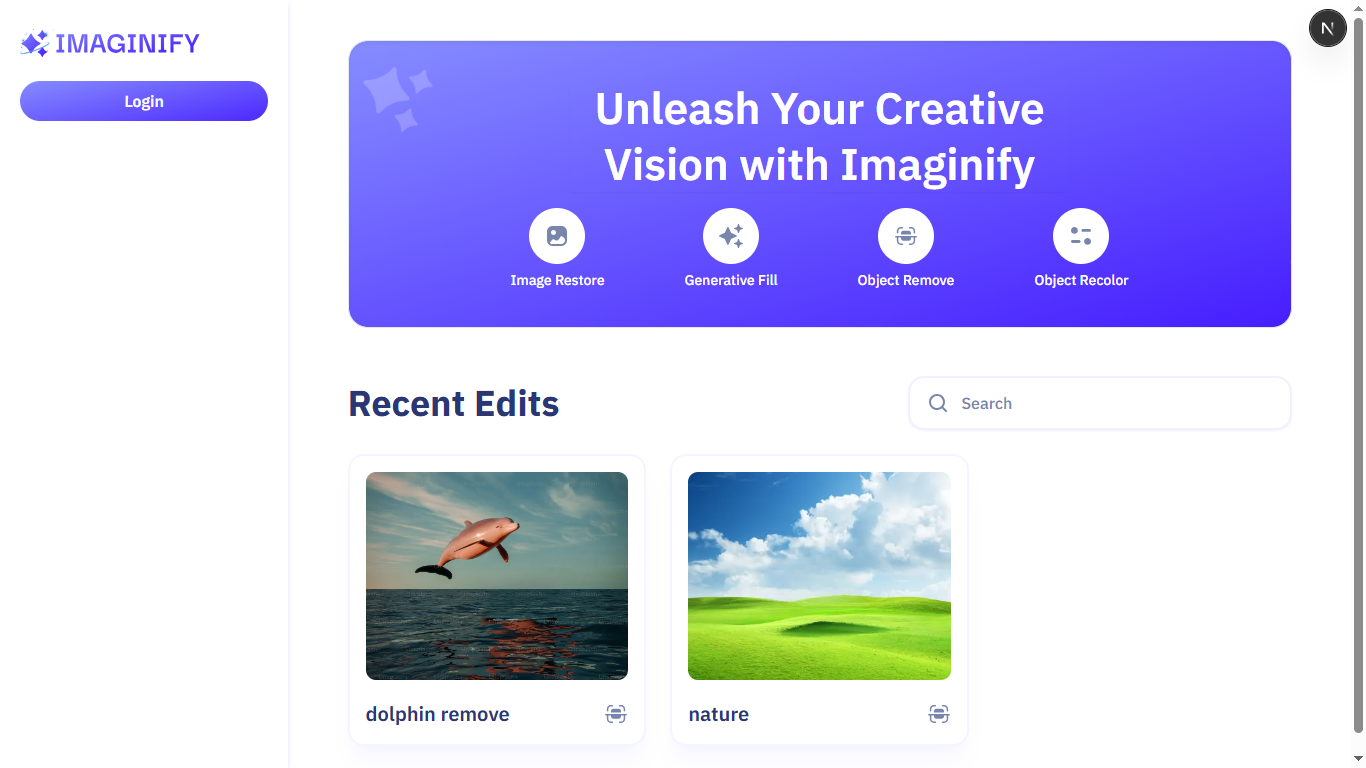 IMAGINIFY
Login
Unleash Your Creative
Vision with Imaginify
Image Restore
Generative Fill
Object Remove
Object Recolor
Recent Edits
Search
dolphin remove
nature
N